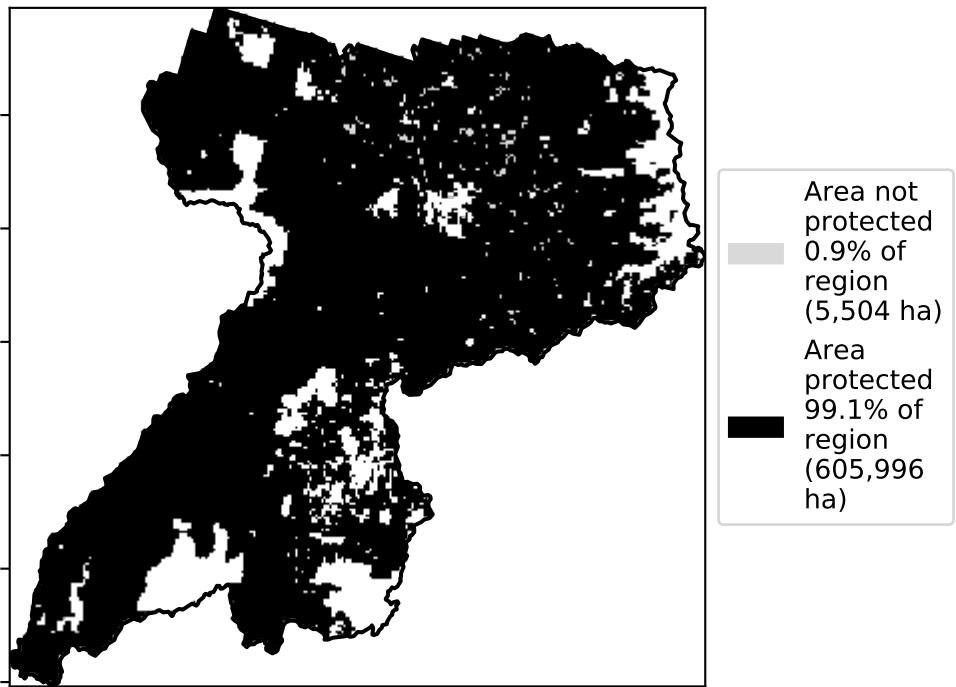 Area not
protected
0.9% of
region
(5,504 ha)
Area
protected
99.1% of
region
(605,996
ha)